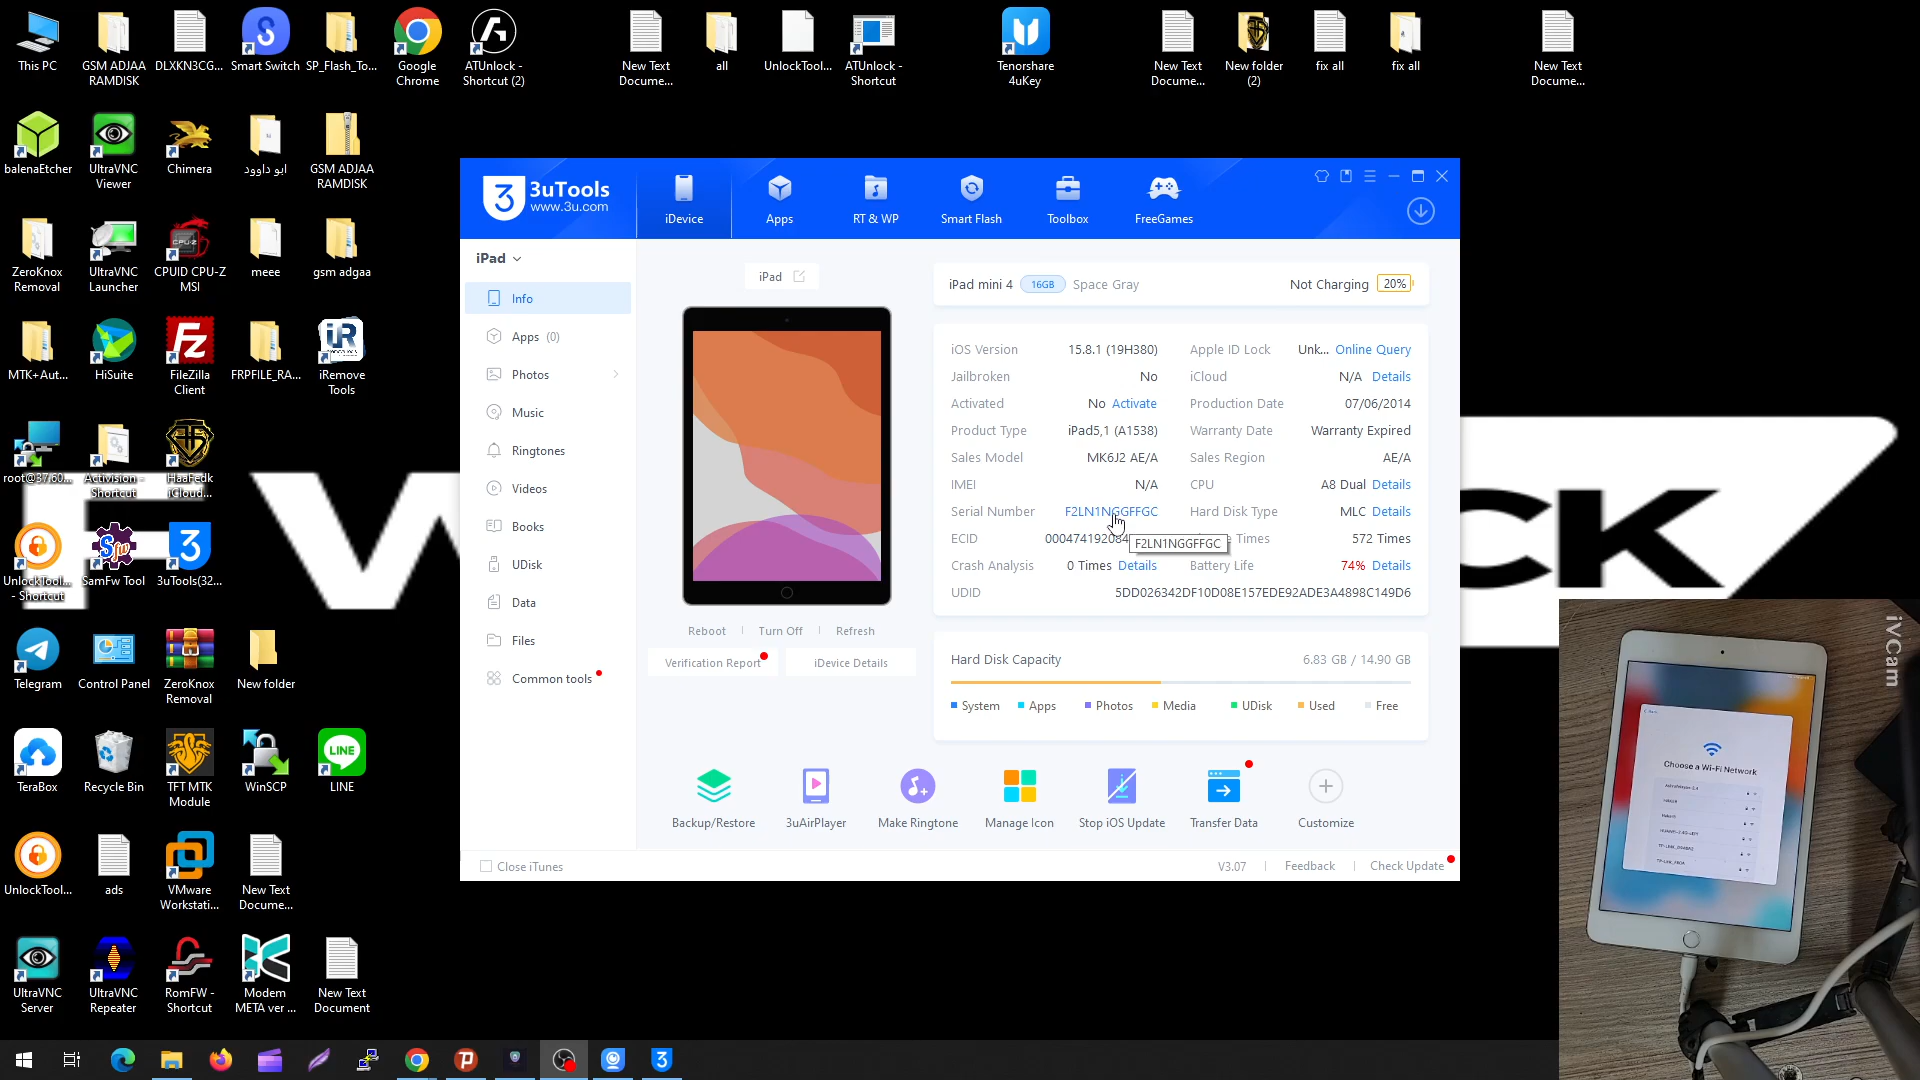 This PC
GSM ADJAA
RAMDISK
DLXKN3CG...
Smart Switch
SP_Flash_To...
Google
Chrome
ATUnlock -
Shortcut (2)
New Text
Docume...
all
UnlockTool...
ATUnlock -
Shortcut
Tenorshare
4uKey
New Text
Docume...
New folder
(2)
fix all
fix all
New Text
Docume...
balenaEtcher
UltraVNC
Viewer
Chimera
ابو داوود
GSM ADJAA
RAMDISK
ZeroKnox
Removal
UltraVNC
Launcher
CPUID CPU-Z
MSI
meee
gsm adgaa
MTK+Aut...
HiSuite
FileZilla
Client
FRPFILE_RA...
iRemove
Tools
root@37.60...
Activision -
Shortcut
HaaFedk
iCloud...
UnlockTool...
- Shortcut
SamFw Tool
3uTools(32...
Telegram
Control Panel
ZeroKnox
Removal
New folder
TeraBox
Recycle Bin
TFT MTK
Module
WinSCP
LINE
UnlockTool...
ads
VMware
Workstati...
New Text
Docume...
UltraVNC
Server
UltraVNC
Repeater
RomFW -
Shortcut
Modem
META ver ...
New Text
Document
3uTools
www.3u.com
iDevice
Apps
RT & WP
Smart Flash
Toolbox
FreeGames
iPad
Info
Apps (0)
Photos
Music
Ringtones
Videos
Books
UDisk
Data
Files
Common tools
iPad
Reboot
Turn Off
Refresh
Verification Report
iDevice Details
iPad mini 4 16GB Space Gray
Not Charging 20%
iOS Version 15.8.1 (19H380) Apple ID Lock Unk... Online Query
Jailbroken No iCloud N/A Details
Activated No Activate Production Date 07/06/2014
Product Type iPad5,1 (A1538) Warranty Date Warranty Expired
Sales Model MK6J2 AE/A Sales Region AE/A
IMEI N/A CPU A8 Dual Details
Serial Number F2LN1NGGFFGC Hard Disk Type MLC Details
ECID Times 572 Times
F2LN1NGGFFGC
Crash Analysis 0 Times Details Battery Life 74% Details
UDID 5DD026342DF10D08E157EDE92ADE3A4898C149D6
Hard Disk Capacity 6.83 GB / 14.90 GB
System Apps Photos Media UDisk Used Free
Backup/Restore
3uAirPlayer
Make Ringtone
Manage Icon
Stop iOS Update
Transfer Data
Customize
Close iTunes
V3.07
Feedback
Check Update
iVCam
Choose a Wi-Fi Network